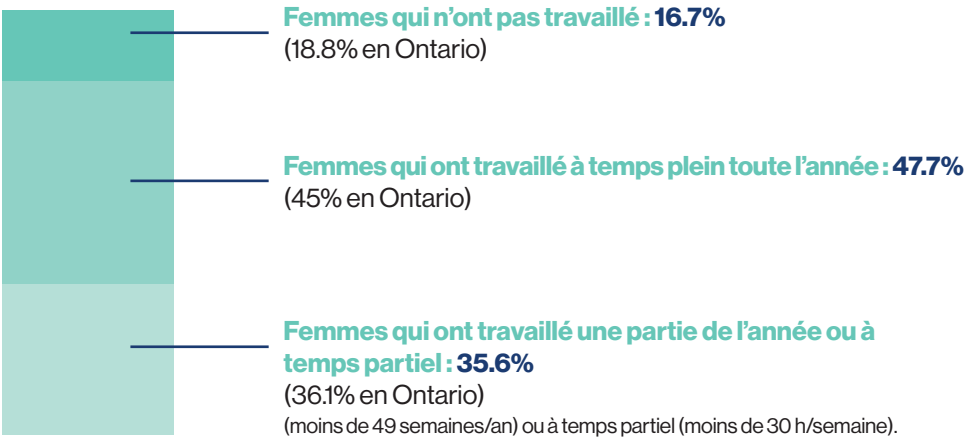 Femmes qui n’ont pas travaillé : 16.7%
(18.8% en Ontario)
Femmes qui ont travaillé à temps plein toute l’année : 47.7%
(45% en Ontario)
Femmes qui ont travaillé une partie de l’année ou à
temps partiel : 35.6%
(36.1% en Ontario)
(moins de 49 semaines/an) ou à temps partiel (moins de 30 h/semaine).